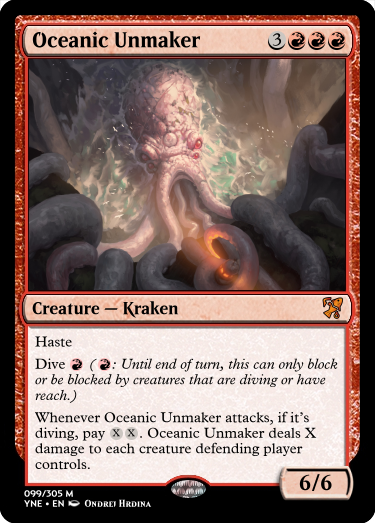 Oceanic Unmaker 3
Creature — Kraken
Haste
Dive ( : Until end of turn, this can only block
or be blocked by creatures that are diving or have
reach.)
Whenever Oceanic Unmaker attacks, if it's
diving, pay X X. Oceanic Unmaker deals X
damage to each creature defending player
controls.
6/6
099/305 M
YNE • EN Ondrej Hrdina